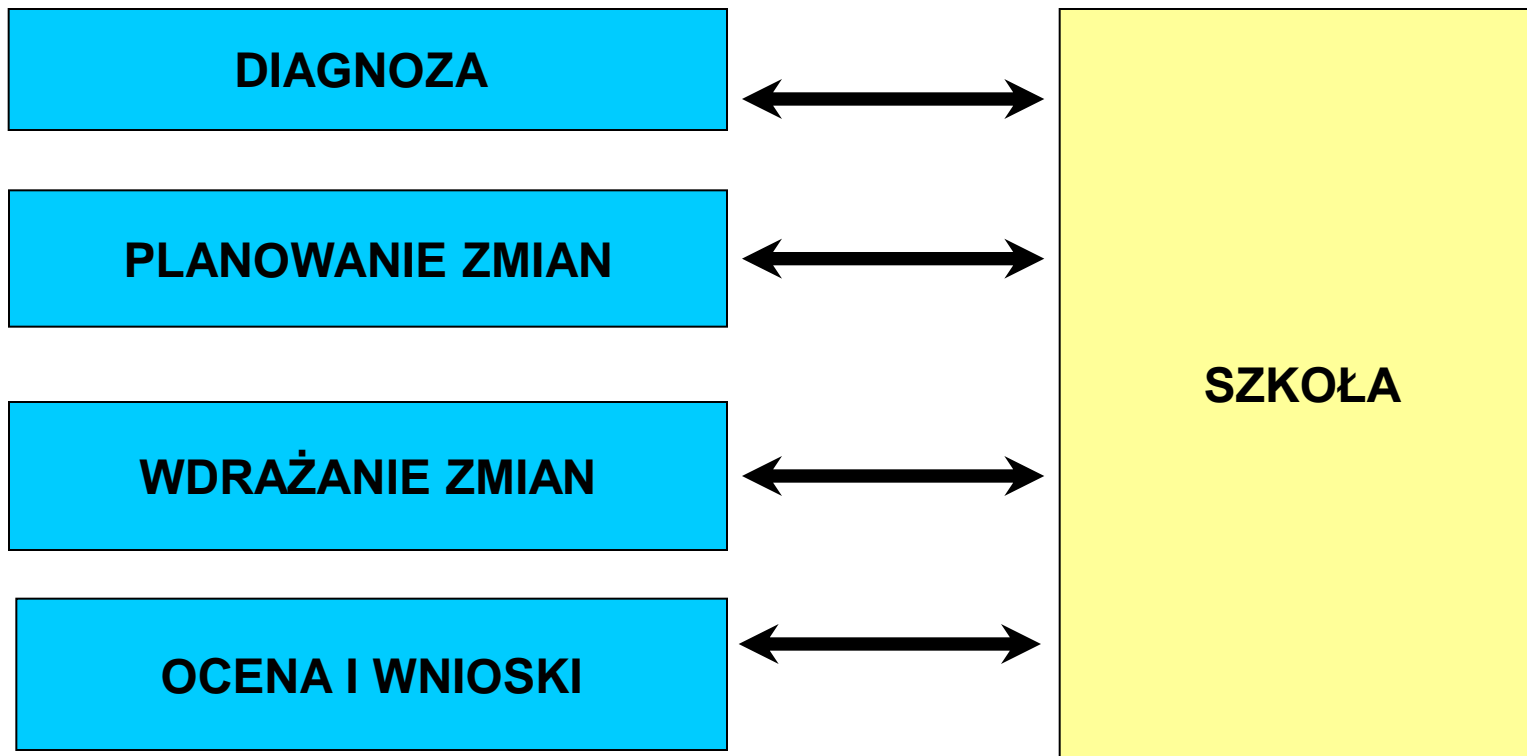 DIAGNOZA
PLANOWANIE ZMIAN
SZKOŁA
WDRAŻANIE ZMIAN
OCENA I WNIOSKI